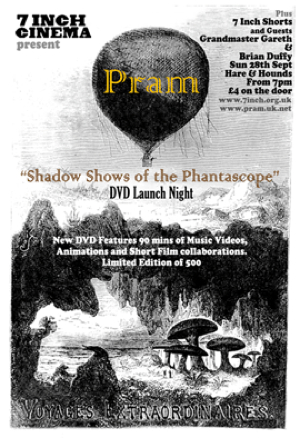 7 INCH
CINEMA
present
Plus
7 Inch Shorts
and Guests
Grandmaster Gareth
&
Brian Duffy
Sun 28th Sept
Hare & Hounds
From 7pm
£4 on the door
www.7inch.org.uk
www.pram.uk.net
Pram
"Shadow Shows of the Phantascope"
DVD Launch Night
New DVD Features 90 mins of Music Videos,
Animations and Short Film collaborations.
Limited Edition of 500
VOYAGES EXTRAORDINAIRES.